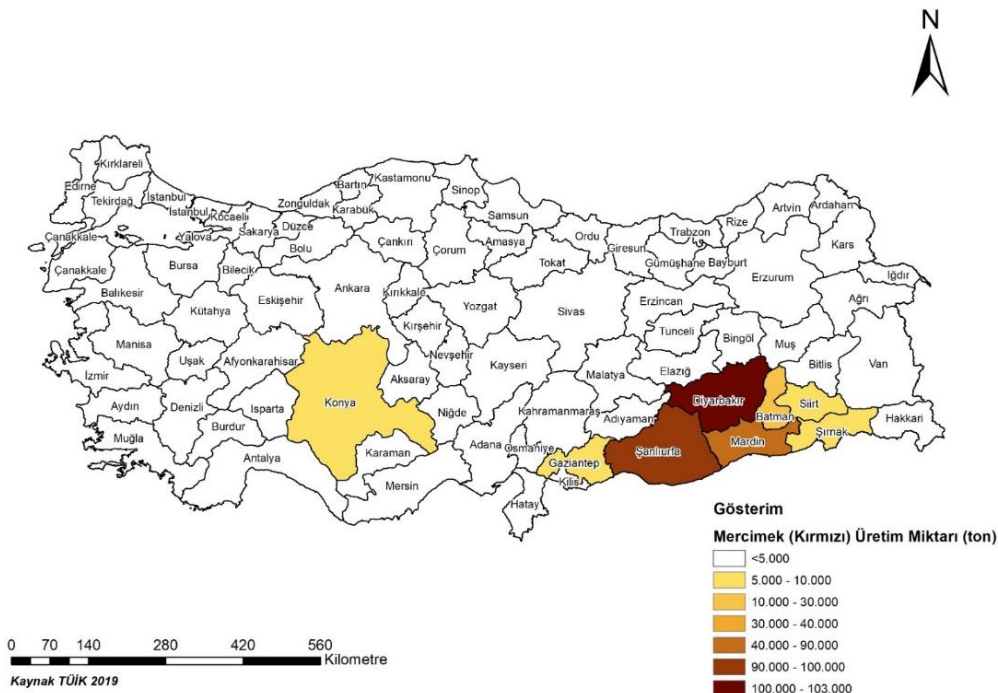 N
Kırklareli
Edirne
Tekirdağ
İstanbul
İstanbul
Kocaeli
Yalova
Sakarya
Düzce
Zonguldak
Bartın
Karabük
Kastamonu
Sinop
Samsun
Ordu
Giresun
Trabzon
Rize
Artvin
Ardahan
Çanakkale
Çanakkale
Bursa
Bilecik
Bolu
Çankırı
Çorum
Amasya
Tokat
Gümüşhane
Bayburt
Erzurum
Kars
Iğdır
Balıkesir
Kütahya
Eskişehir
Ankara
Kırıkkale
Yozgat
Sivas
Erzincan
Ağrı
Manisa
Uşak
Afyonkarahisar
Kırşehir
Nevşehir
Kayseri
Malatya
Elazığ
Tunceli
Bingöl
Muş
Bitlis
Van
İzmir
Aydın
Denizli
Isparta
Burdur
Konya
Aksaray
Niğde
Kahramanmaraş
Adıyaman
Diyarbakır
Batman
Siirt
Şırnak
Hakkari
Muğla
Antalya
Karaman
Mersin
Adana
Osmaniye
Gaziantep
Kilis
Şanlıurfa
Mardin
Hatay
Gösterim
Mercimek (Kırmızı) Üretim Miktarı (ton)
<5.000
5.000 - 10.000
10.000 - 30.000
30.000 - 40.000
40.000 - 90.000
90.000 - 100.000
100.000 - 103.000
0 70 140 280 420 560
Kilometre
Kaynak TÜİK 2019